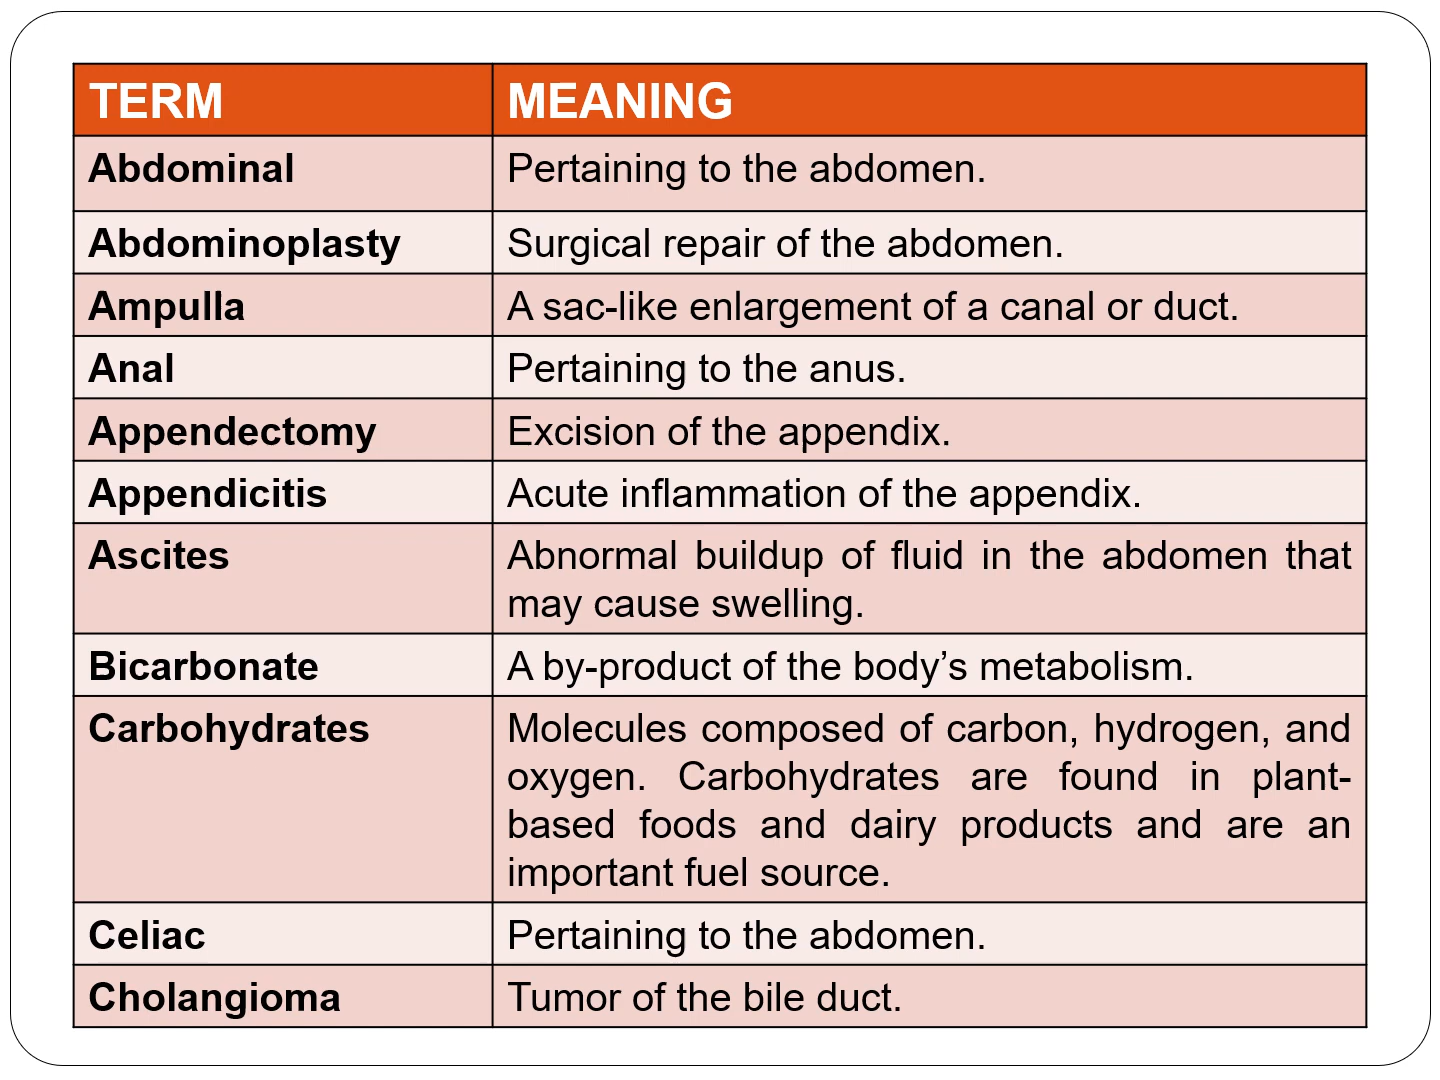 TERM
MEANING
Abdominal
Pertaining to the abdomen.
Abdominoplasty
Surgical repair of the abdomen.
Ampulla
A sac-like enlargement of a canal or duct.
Anal
Pertaining to the anus.
Appendectomy
Excision of the appendix.
Appendicitis
Acute inflammation of the appendix.
Ascites
Abnormal buildup of fluid in the abdomen that
may cause swelling.
Bicarbonate
A by-product of the body’s metabolism.
Carbohydrates
Molecules composed of carbon, hydrogen, and
oxygen. Carbohydrates are found in plant-
based foods and dairy products and are an
important fuel source.
Celiac
Pertaining to the abdomen.
Cholangioma
Tumor of the bile duct.